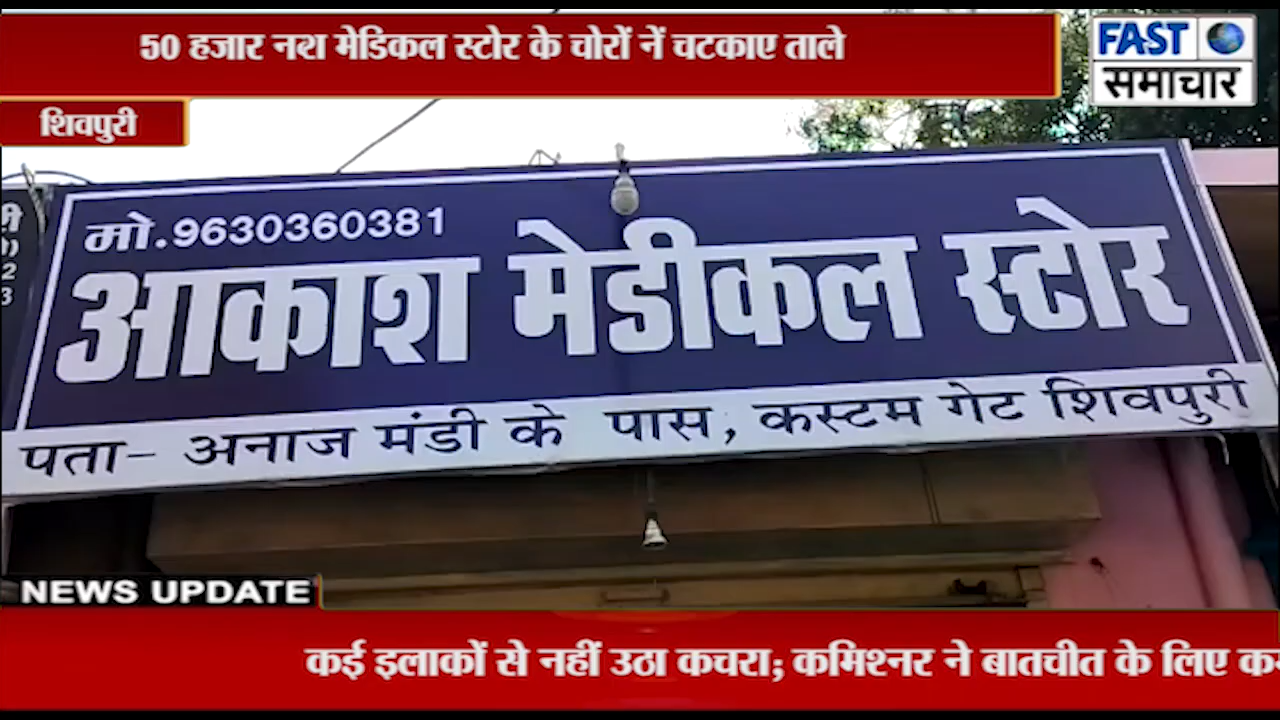 50 हजार नश मेडिकल स्टोर के चोरों नें चटकाए ताले
FAST
समाचार
शिवपुरी
मो.9630360381
आकाश मेडीकल स्टोर
पता- अनाज मंडी के पास, कस्टम गेट शिवपुरी
NEWS UPDATE
कई इलाकों से नहीं उठा कचरा; कमिश्नर ने बातचीत के लिए